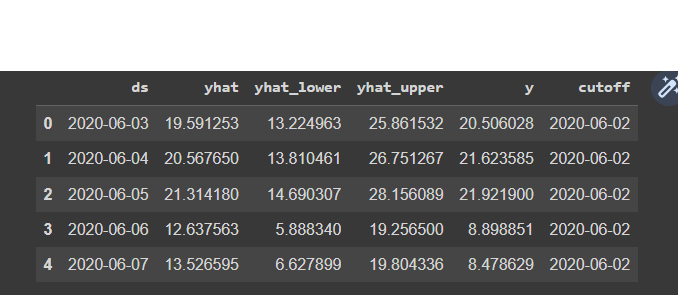 ds yhat yhat_lower yhat_upper y cutoff
0 2020-06-03 19.591253 13.224963 25.861532 20.506028 2020-06-02
1 2020-06-04 20.567650 13.810461 26.751267 21.623585 2020-06-02
2 2020-06-05 21.314180 14.690307 28.156089 21.921900 2020-06-02
3 2020-06-06 12.637563 5.888340 19.256500 8.898851 2020-06-02
4 2020-06-07 13.526595 6.627899 19.804336 8.478629 2020-06-02